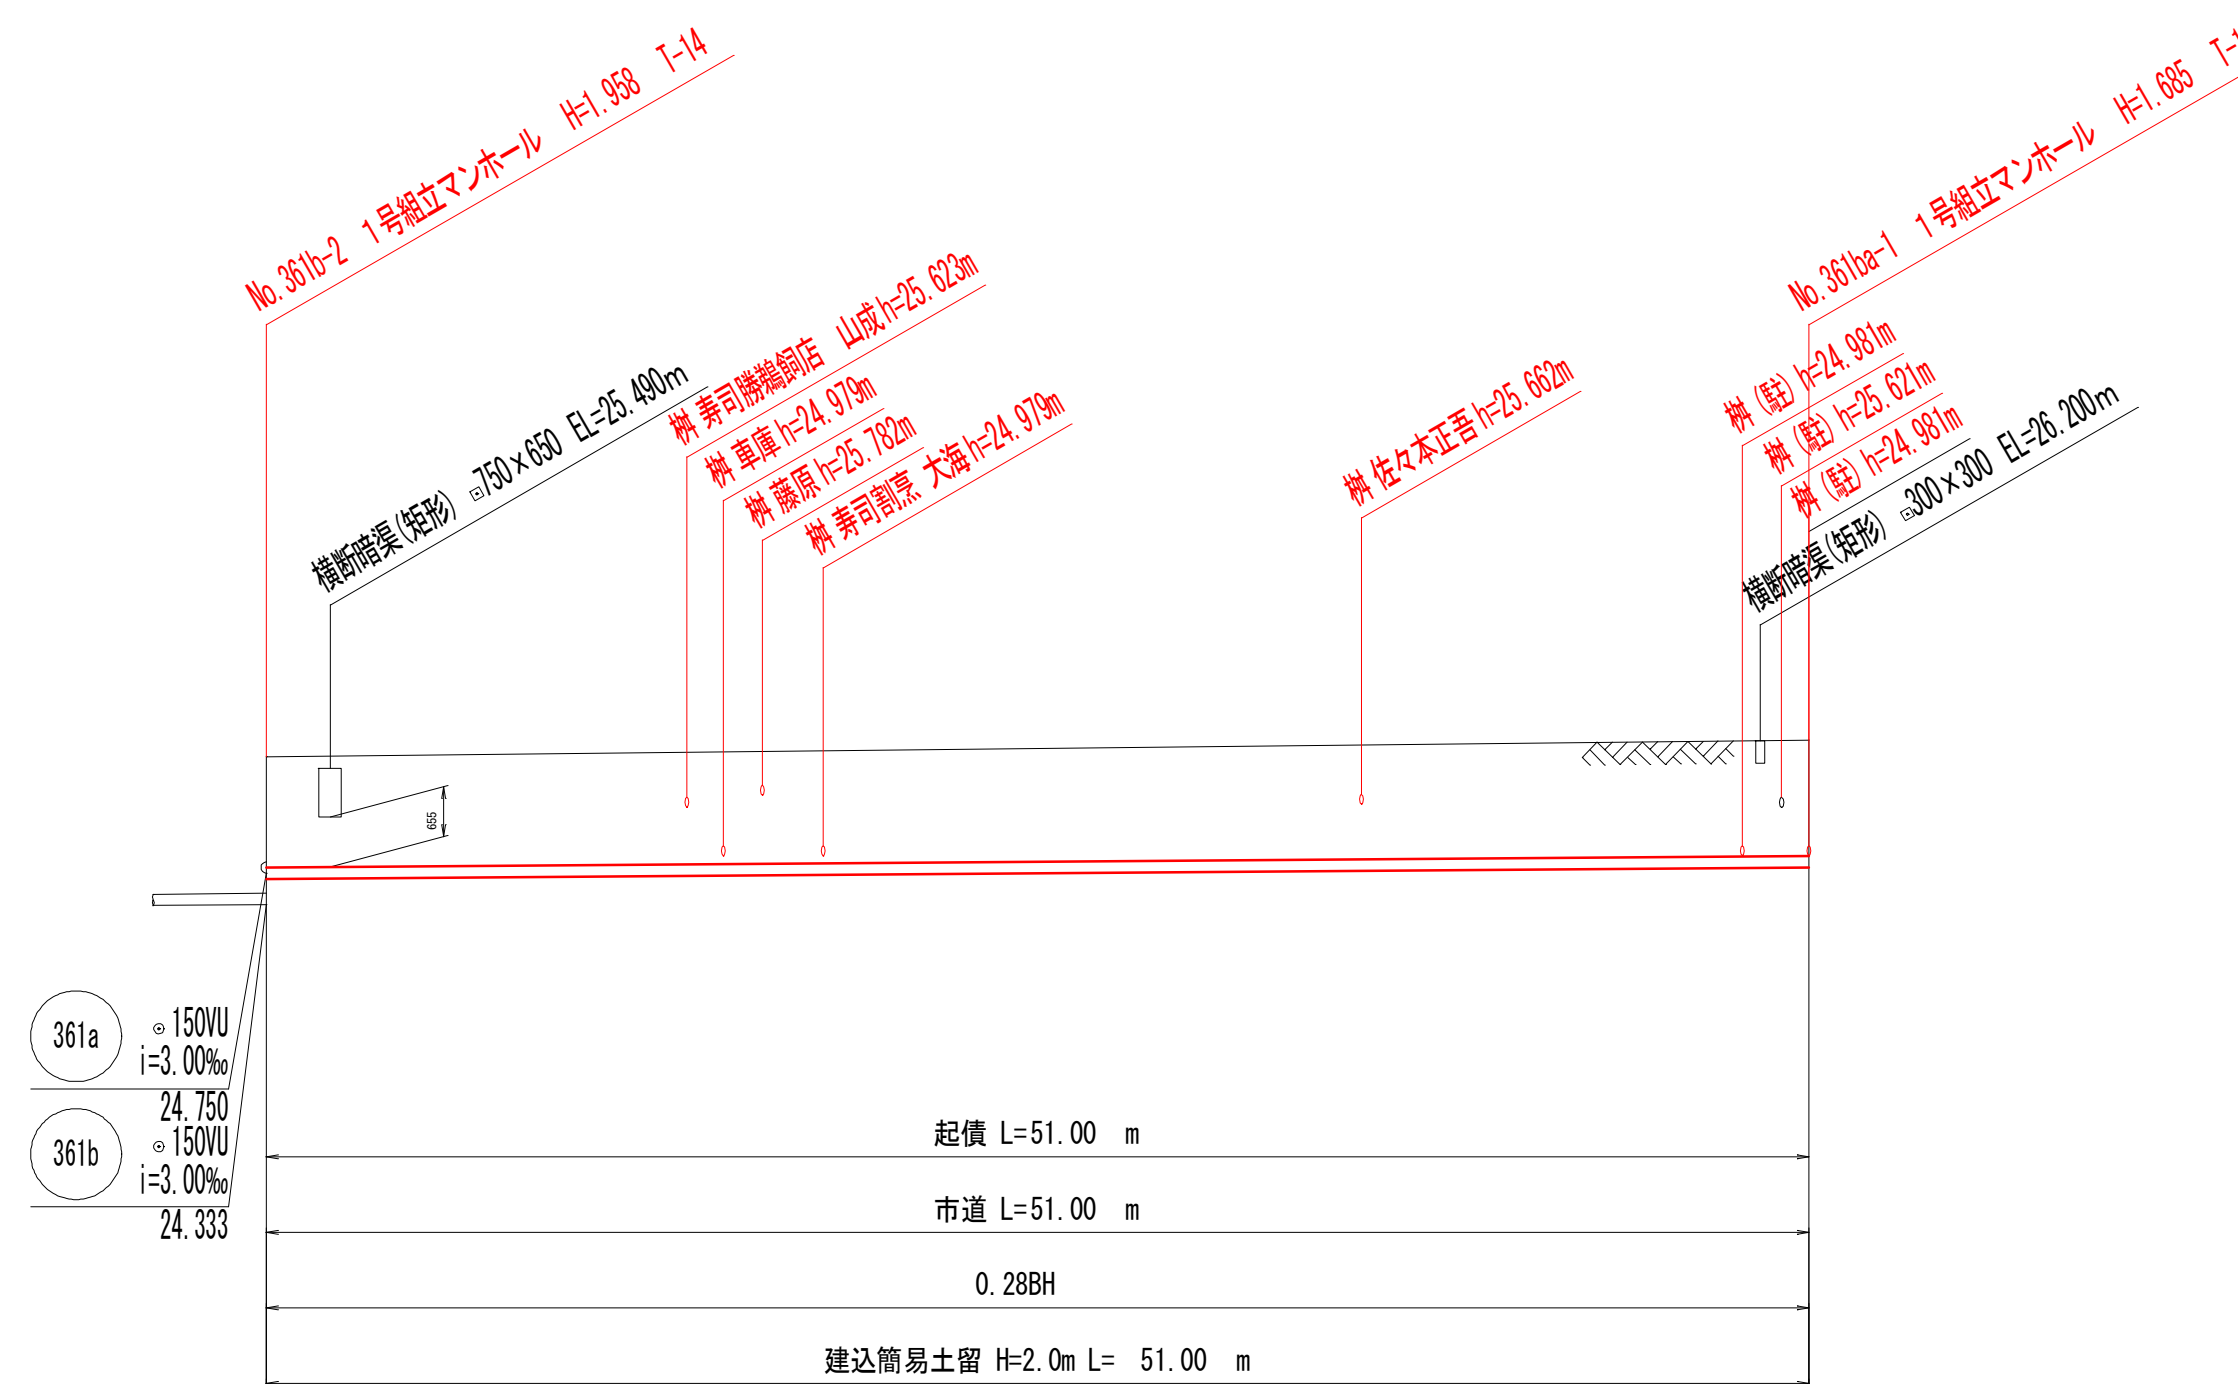 No.361b-2　1号組立マンホール　H=1.958　T-14
横断暗渠(矩形)　□750×650 EL=25.490m
桝 寿司勝鵜飼店　山成 h=25.623m
桝 車庫 h=24.979m
桝 藤原 h=25.782m
桝 寿司割烹 大海 h=24.979m
桝 佐々木正吾 h=25.662m
No.361ba-1　1号組立マンホール　H=1.685　T-1
桝 (駐) h=24.981m
桝 (駐) h=25.621m
桝 (駐) h=24.981m
横断暗渠(矩形)　□300×300 EL=26.200m
655
361a
⊙150VU
i=3.00‰
24.750
361b
⊙150VU
i=3.00‰
24.333
起債 L=51.00　m
市道 L=51.00　m
0.28BH
建込簡易土留 H=2.0m L=　51.00　m